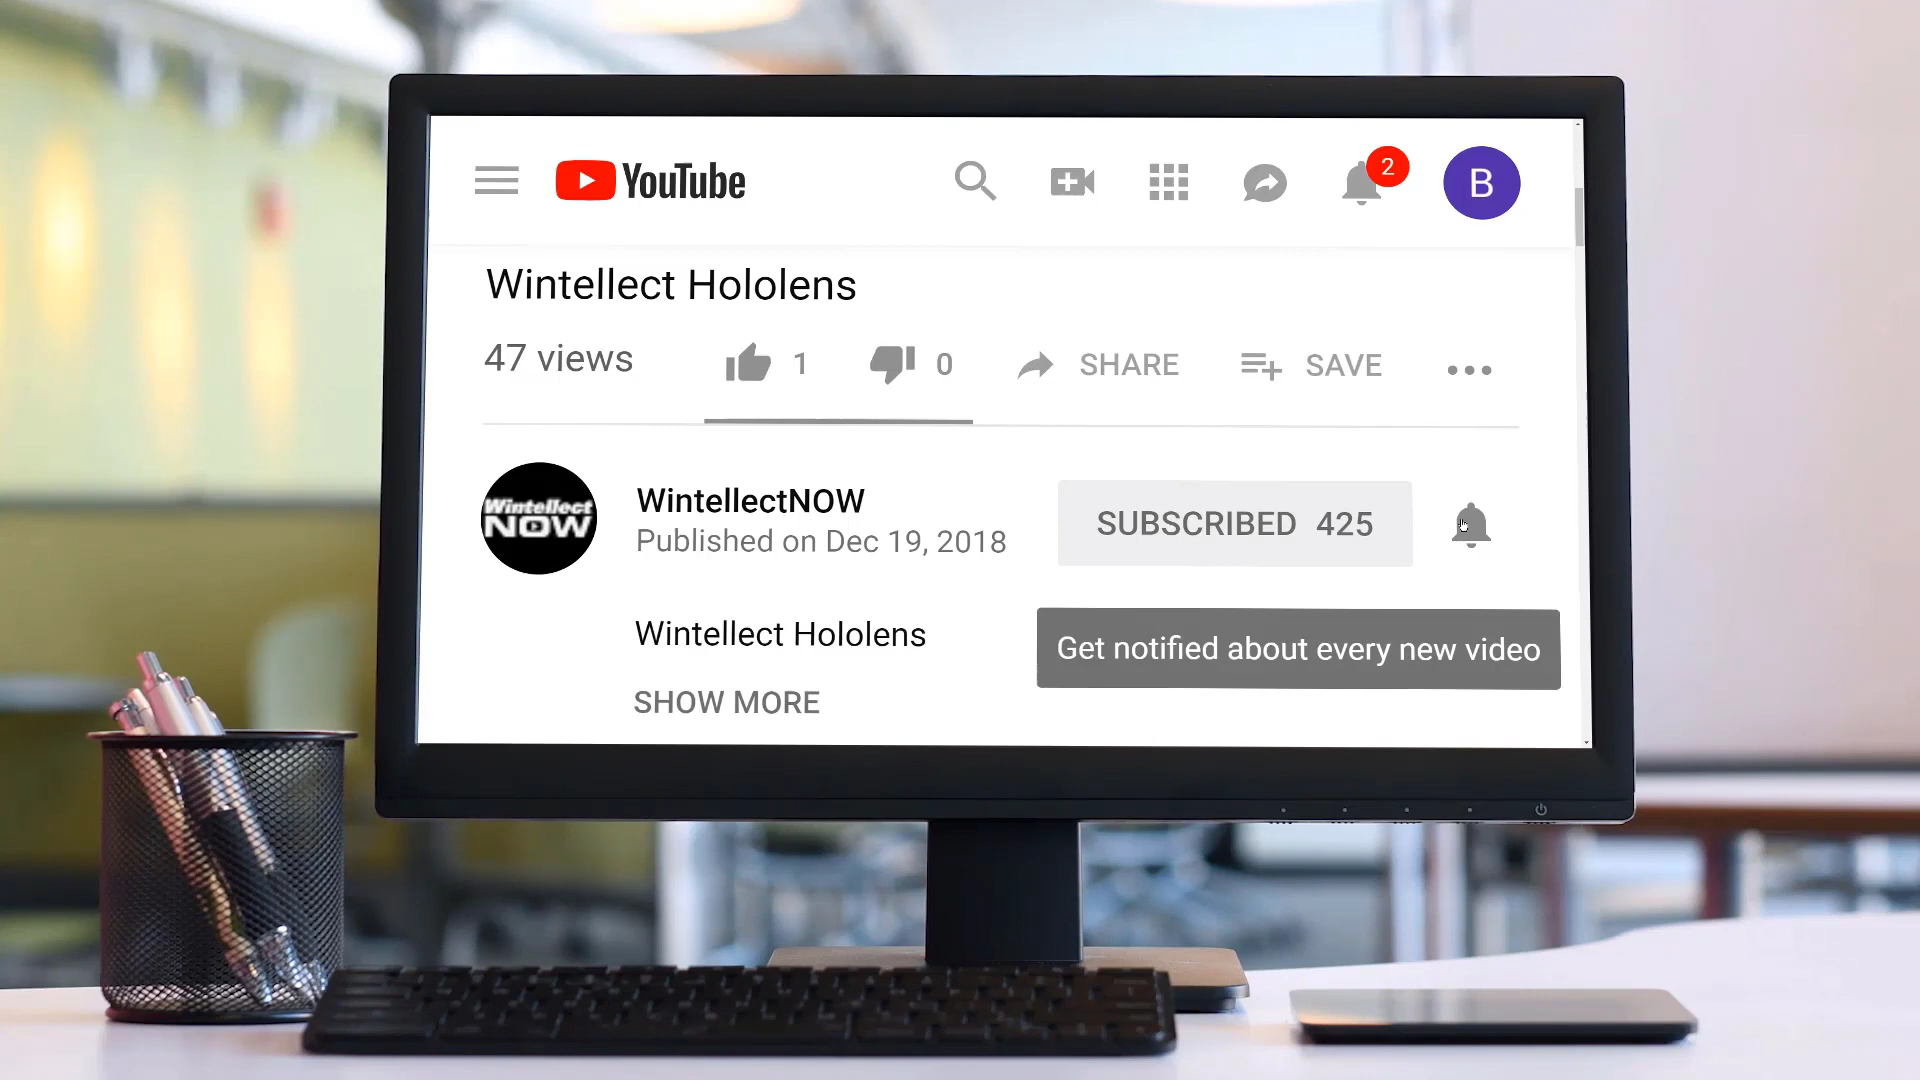 YouTube
2
B
Wintellect Hololens
47 views
1
0
SHARE
SAVE
Wintellect
NOW
WintellectNOW
Published on Dec 19, 2018
SUBSCRIBED 425
Wintellect Hololens
Get notified about every new video
SHOW MORE